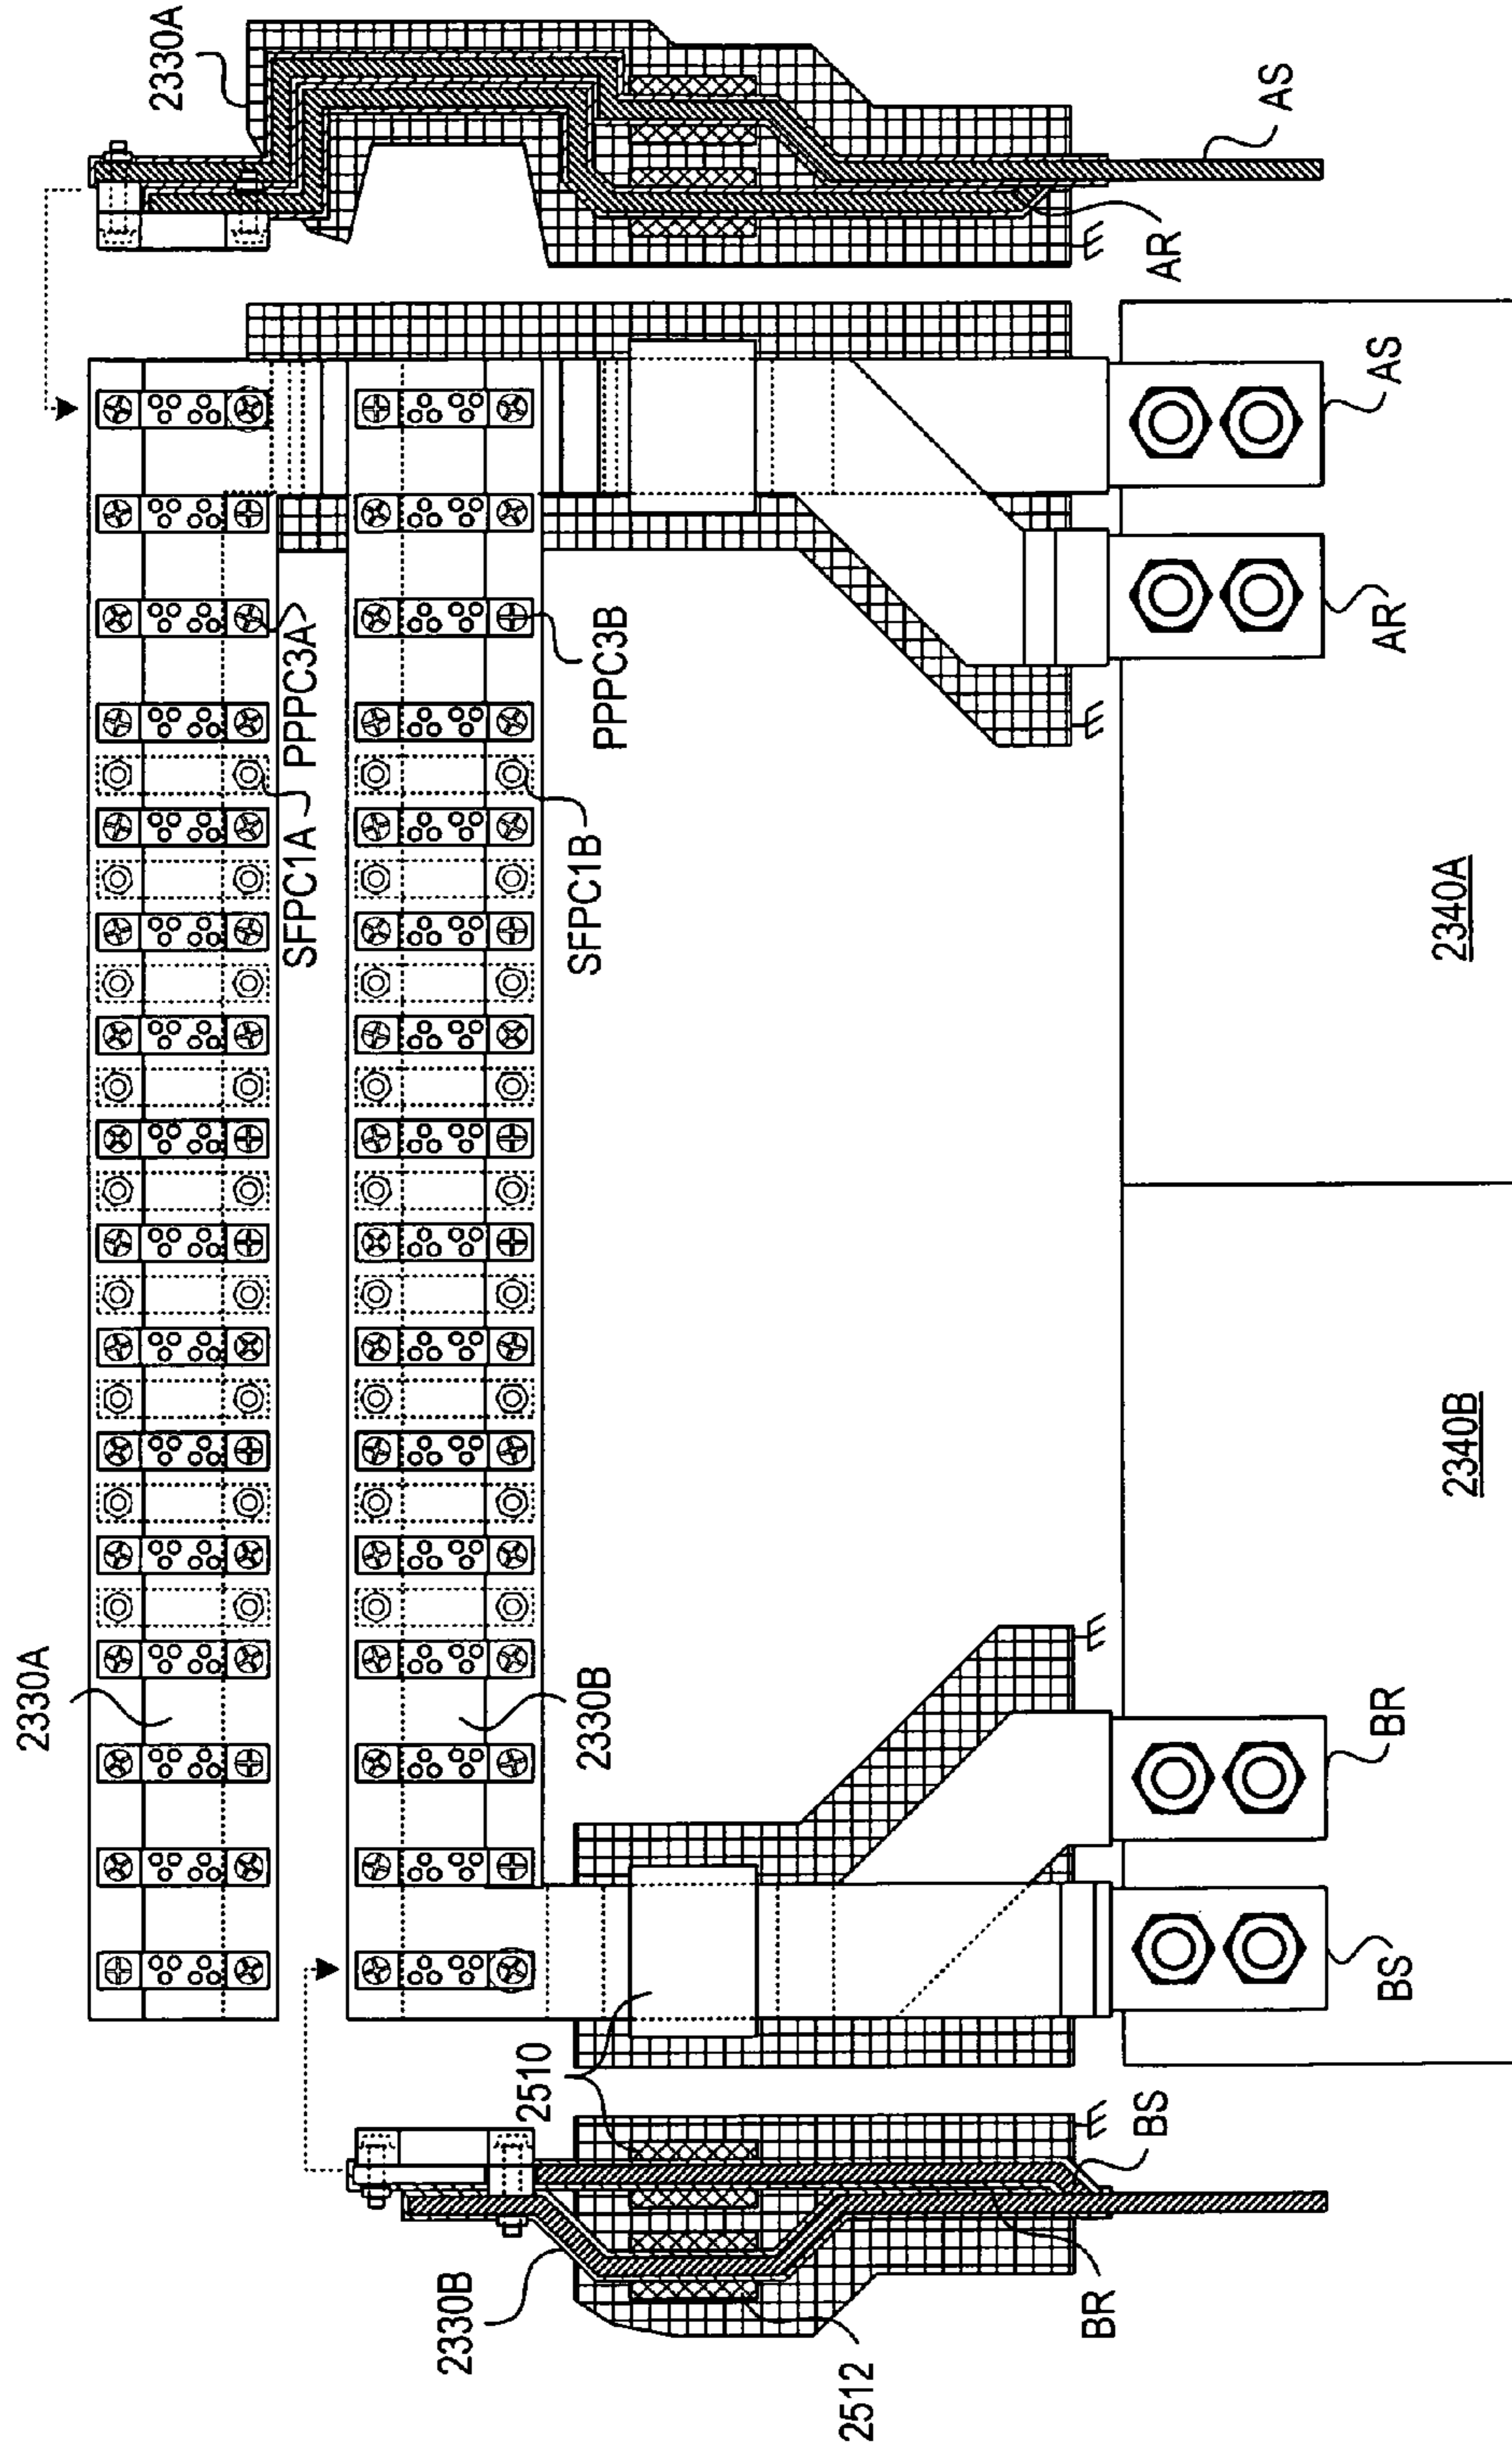 2330A
AS
AR
AS
AR
PPPC3A
SFPC1A
PPPC3B
SFPC1B
2340A
2330A
2330B
2340B
BR
BS
2510
BS
2330B
BR
2512